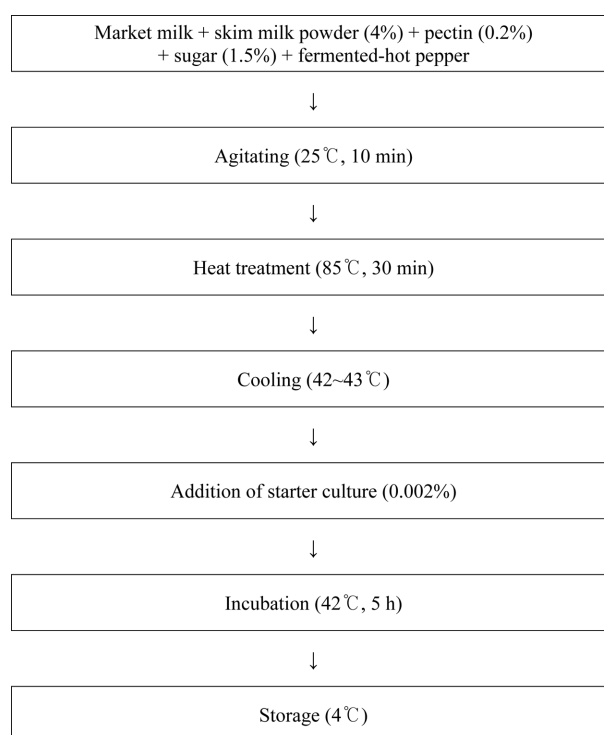 Market milk + skim milk powder (4%) + pectin (0.2%)
+ sugar (1.5%) + fermented-hot pepper
↓
Agitating (25℃, 10 min)
↓
Heat treatment (85℃, 30 min)
↓
Cooling (42~43℃)
↓
Addition of starter culture (0.002%)
↓
Incubation (42℃, 5 h)
↓
Storage (4℃)